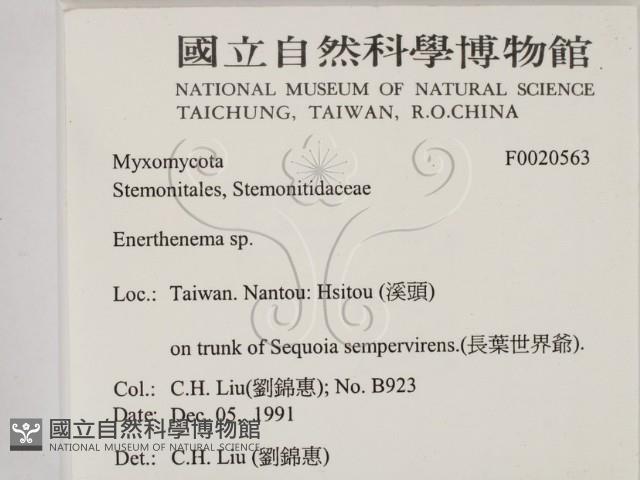 國立自然科學博物館
NATIONAL MUSEUM OF NATURAL SCIENCE
TAICHUNG, TAIWAN, R.O.CHINA
Myxomycota F0020563
Stemonitales, Stemonitidaceae
Enerthenema sp.
Loc.: Taiwan. Nantou: Hsitou (溪頭)
on trunk of Sequoia sempervirens.(長葉世界爺).
Col.: C.H. Liu(劉錦惠); No. B923
Date: Dec. 05, 1991
國立自然科學博物館
NATIONAL MUSEUM OF NATURAL SCIENCE
Det.: C.H. Liu (劉錦惠)